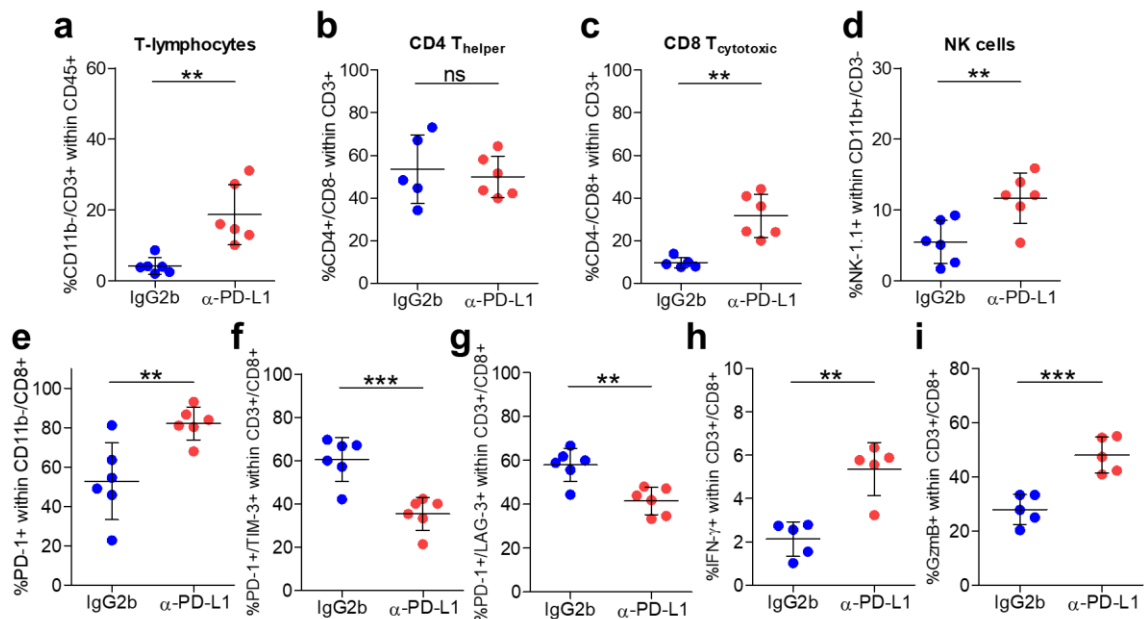 a
T-lymphocytes
%CD11b-/CD3+ within CD45+
60
40
20
0
**
IgG2b
α-PD-L1
b
CD4 Thelper
%CD4+/CD8- within CD3+
100
80
60
40
20
0
ns
IgG2b
α-PD-L1
c
CD8 Tcytotoxic
%CD4-/CD8+ within CD3+
100
80
60
40
20
0
**
IgG2b
α-PD-L1
d
NK cells
%NK-1.1+ within CD11b+/CD3-
30
20
10
0
**
IgG2b
α-PD-L1
e
%PD-1+ within CD11b-/CD8+
100
80
60
40
20
0
**
IgG2b
α-PD-L1
f
%PD-1+/TIM-3+ within CD3+/CD8+
100
80
60
40
20
0
***
IgG2b
α-PD-L1
g
%PD-1+/LAG-3+ within CD3+/CD8+
100
80
60
40
20
0
**
IgG2b
α-PD-L1
h
%IFN-γ+ within CD3+/CD8+
10
8
6
4
2
0
**
IgG2b
α-PD-L1
i
%GzmB+ within CD3+/CD8+
80
60
40
20
0
***
IgG2b
α-PD-L1